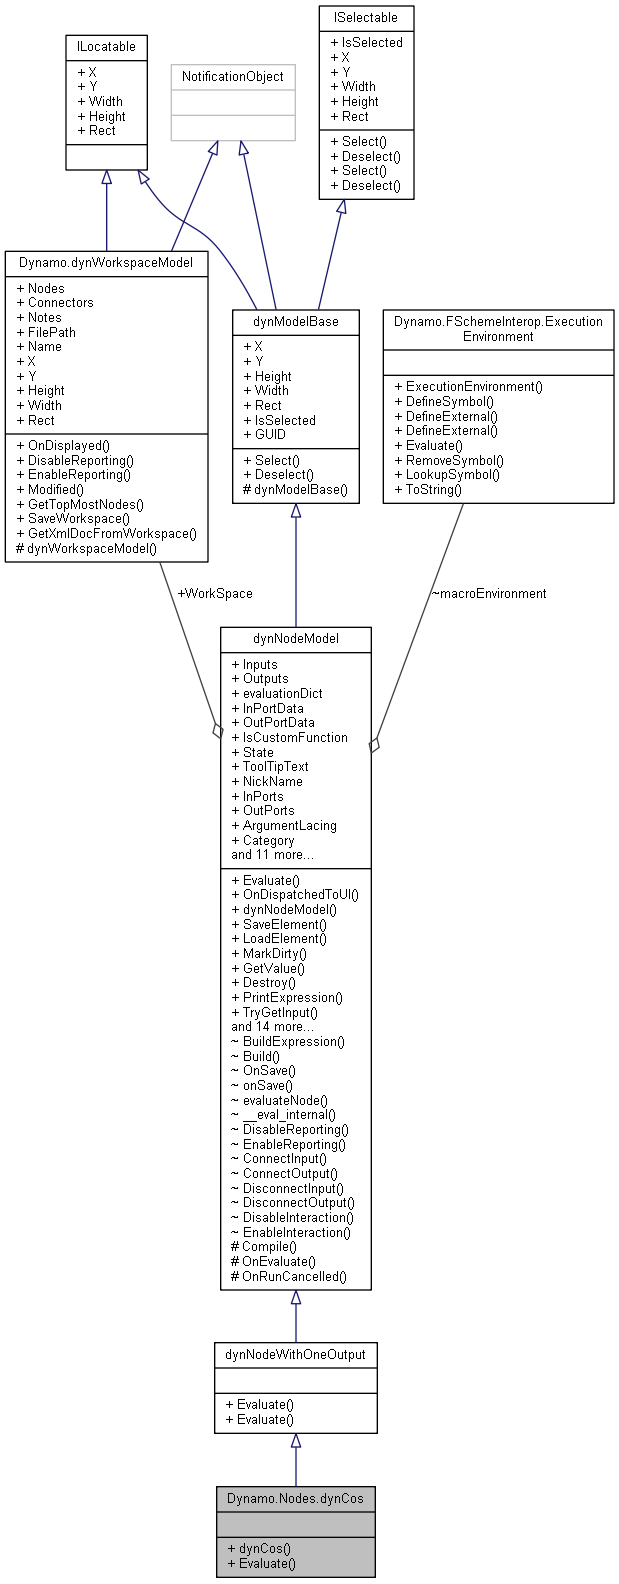 ISelectable
+ IsSelected
+ X
+ Y
+ Width
+ Height
+ Rect
+ Select()
+ Deselect()
+ Select()
+ Deselect()
ILocatable
+ X
+ Y
+ Width
+ Height
+ Rect
NotificationObject
Dynamo.dynWorkspaceModel
+ Nodes
+ Connectors
+ Notes
+ FilePath
+ Name
+ X
+ Y
+ Height
+ Width
+ Rect
+ OnDisplayed()
+ DisableReporting()
+ EnableReporting()
+ Modified()
+ GetTopMostNodes()
+ SaveWorkspace()
+ GetXmlDocFromWorkspace()
# dynWorkspaceModel()
dynModelBase
+ X
+ Y
+ Height
+ Width
+ Rect
+ IsSelected
+ GUID
+ Select()
+ Deselect()
# dynModelBase()
Dynamo.FSchemeInterop.Execution
Environment
+ ExecutionEnvironment()
+ DefineSymbol()
+ DefineExternal()
+ DefineExternal()
+ Evaluate()
+ RemoveSymbol()
+ LookupSymbol()
+ ToString()
+WorkSpace
~macroEnvironment
dynNodeModel
+ Inputs
+ Outputs
+ evaluationDict
+ InPortData
+ OutPortData
+ IsCustomFunction
+ State
+ ToolTipText
+ NickName
+ InPorts
+ OutPorts
+ ArgumentLacing
+ Category
and 11 more...
+ Evaluate()
+ OnDispatchedToUI()
+ dynNodeModel()
+ SaveElement()
+ LoadElement()
+ MarkDirty()
+ GetValue()
+ Destroy()
+ PrintExpression()
+ TryGetInput()
and 14 more...
~ BuildExpression()
~ Build()
~ OnSave()
~ onSave()
~ evaluateNode()
~ __eval_internal()
~ DisableReporting()
~ EnableReporting()
~ ConnectInput()
~ ConnectOutput()
~ DisconnectInput()
~ DisconnectOutput()
~ DisableInteraction()
~ EnableInteraction()
# Compile()
# OnEvaluate()
# OnRunCancelled()
dynNodeWithOneOutput
+ Evaluate()
+ Evaluate()
Dynamo.Nodes.dynCos
+ dynCos()
+ Evaluate()